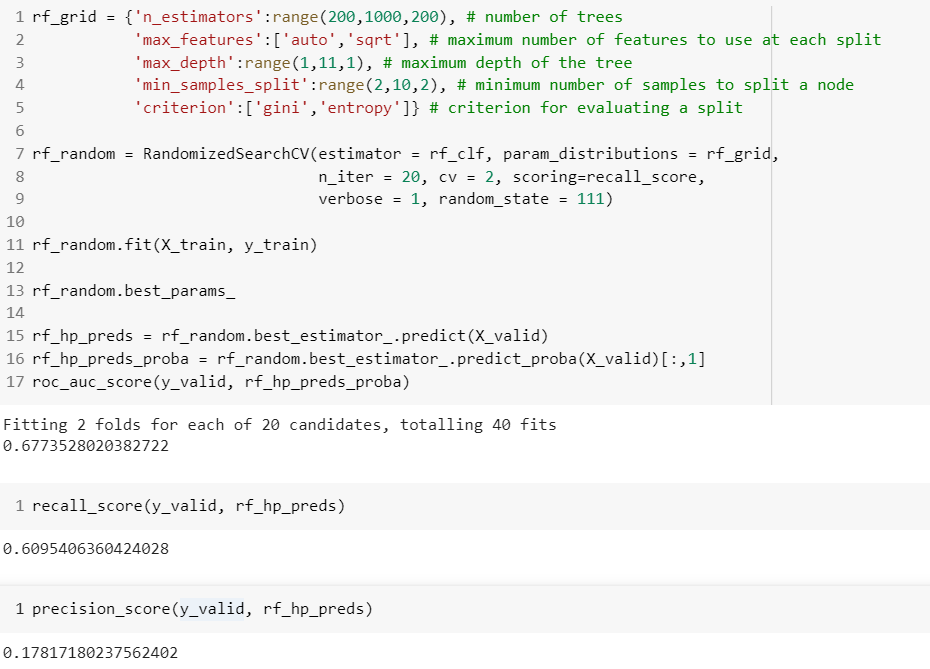 1 rf_grid = {'n_estimators':range(200,1000,200), # number of trees
2 'max_features':['auto','sqrt'], # maximum number of features to use at each split
3 'max_depth':range(1,11,1), # maximum depth of the tree
4 'min_samples_split':range(2,10,2), # minimum number of samples to split a node
5 'criterion':['gini','entropy']} # criterion for evaluating a split
6
7 rf_random = RandomizedSearchCV(estimator = rf_clf, param_distributions = rf_grid,
8 n_iter = 20, cv = 2, scoring=recall_score,
9 verbose = 1, random_state = 111)
10
11 rf_random.fit(X_train, y_train)
12
13 rf_random.best_params_
14
15 rf_hp_preds = rf_random.best_estimator_.predict(X_valid)
16 rf_hp_preds_proba = rf_random.best_estimator_.predict_proba(X_valid)[:,1]
17 roc_auc_score(y_valid, rf_hp_preds_proba)
Fitting 2 folds for each of 20 candidates, totalling 40 fits
0.6773528020382722
1 recall_score(y_valid, rf_hp_preds)
0.6095406360424028
1 precision_score(y_valid, rf_hp_preds)
0.17817180237562402